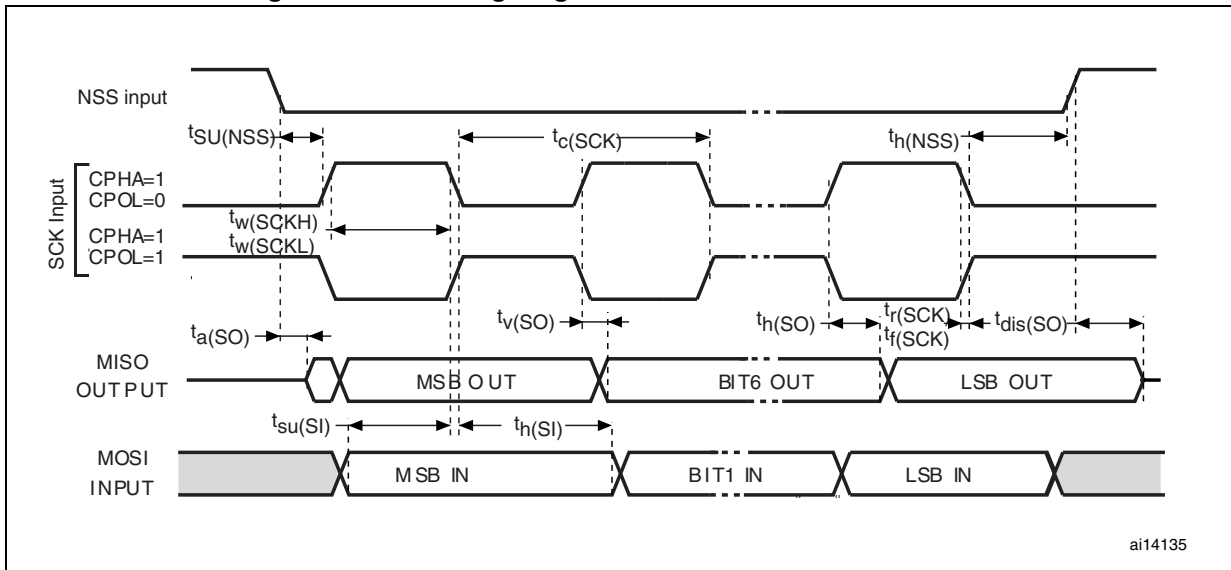 NSS input
tSU(NSS)
tc(SCK)
th(NSS)
SCK Input
CPHA=1
CPOL=0
tw(SCKH)
tw(SCKL)
CPHA=1
CPOL=1
ta(SO)
tv(SO)
th(SO)
tr(SCK)
tf(SCK)
tdis(SO)
MISO
OUTPUT
MSB OUT
BIT6 OUT
LSB OUT
tsu(SI)
th(SI)
MOSI
INPUT
MSB IN
BIT1 IN
LSB IN
ai14135